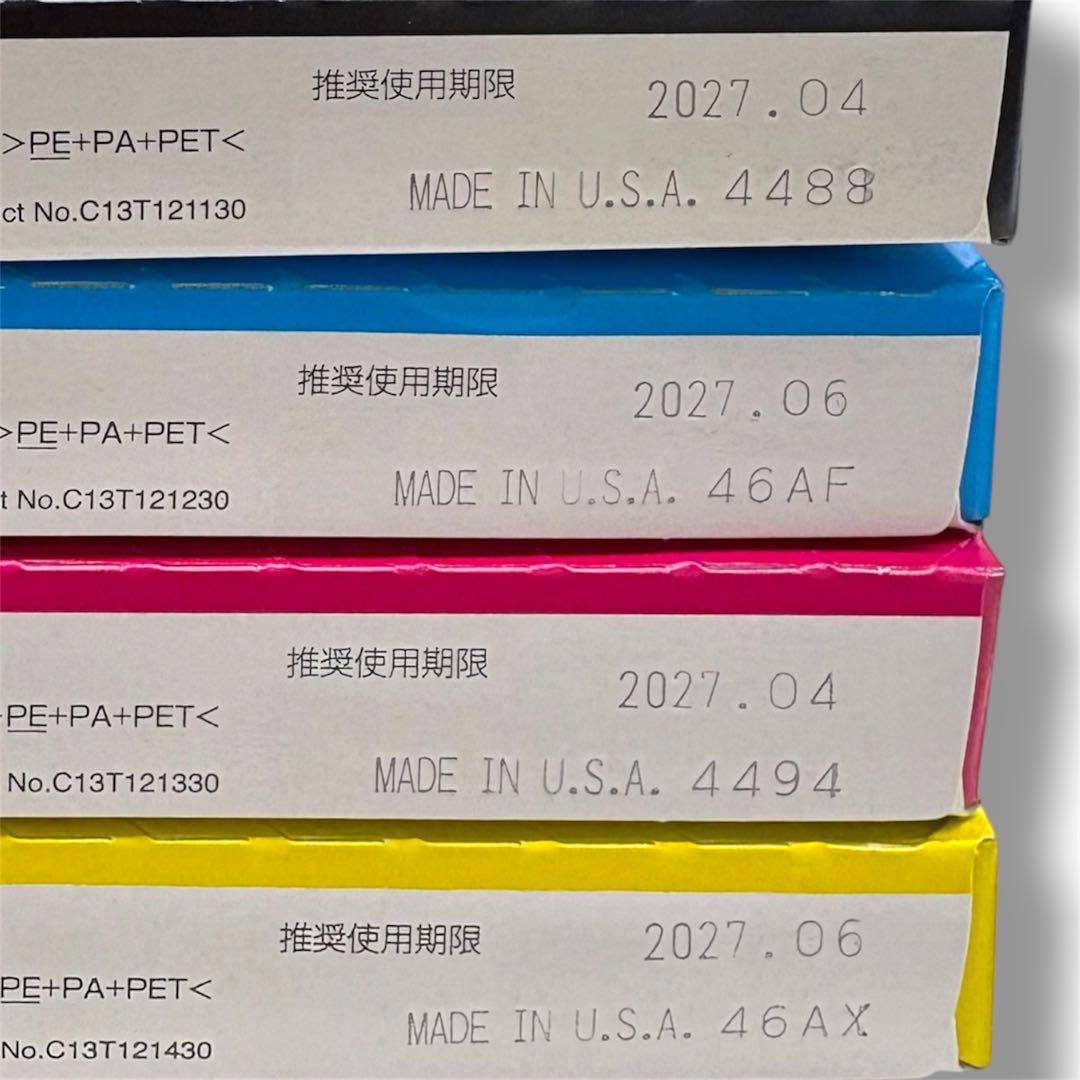 推奨使用期限 2027.04
>PE+PA+PET<
MADE IN U.S.A. 4488
ct No.C13T121130
推奨使用期限 2027.06
>PE+PA+PET<
MADE IN U.S.A. 46AF
t No.C13T121230
推奨使用期限 2027.04
PE+PA+PET<
MADE IN U.S.A. 4494
No.C13T121330
推奨使用期限 2027.06
PE+PA+PET<
MADE IN U.S.A. 46AX
No.C13T121430